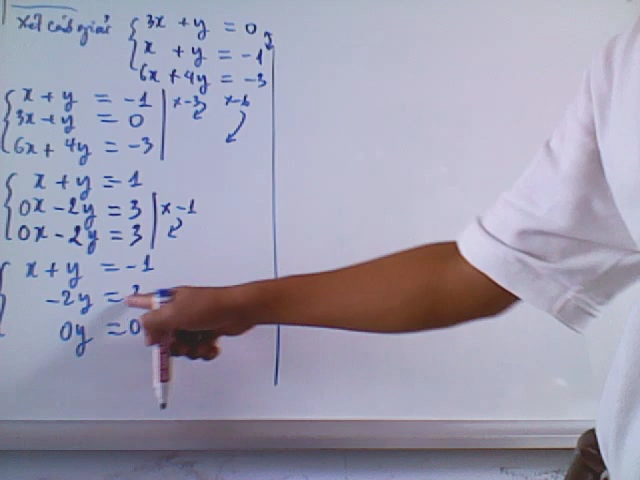 Xét các giải { 3x + y = 0
x + y = -1
6x + 4y = -3
{ x + y = -1 | x-3 x-6
3x + y = 0
6x + 4y = -3
{ x + y = 1
0x - 2y = 3 | x-1
0x - 2y = 3
{ x + y = -1
-2y = 3
0y = 0